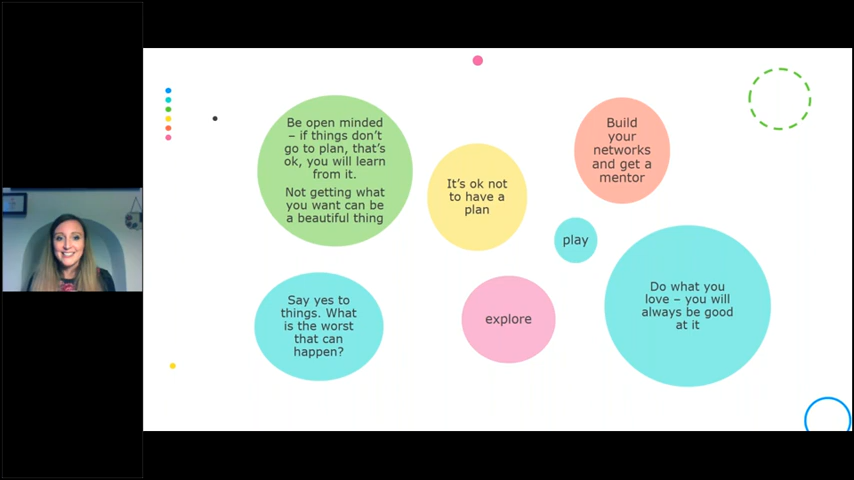 Be open minded
– if things don't
go to plan, that's
ok, you will learn
from it.
Not getting what
you want can be
a beautiful thing
It's ok not
to have a
plan
Build
your
networks
and get a
mentor
play
Say yes to
things. What
is the worst
that can
happen?
explore
Do what you
love – you will
always be good
at it